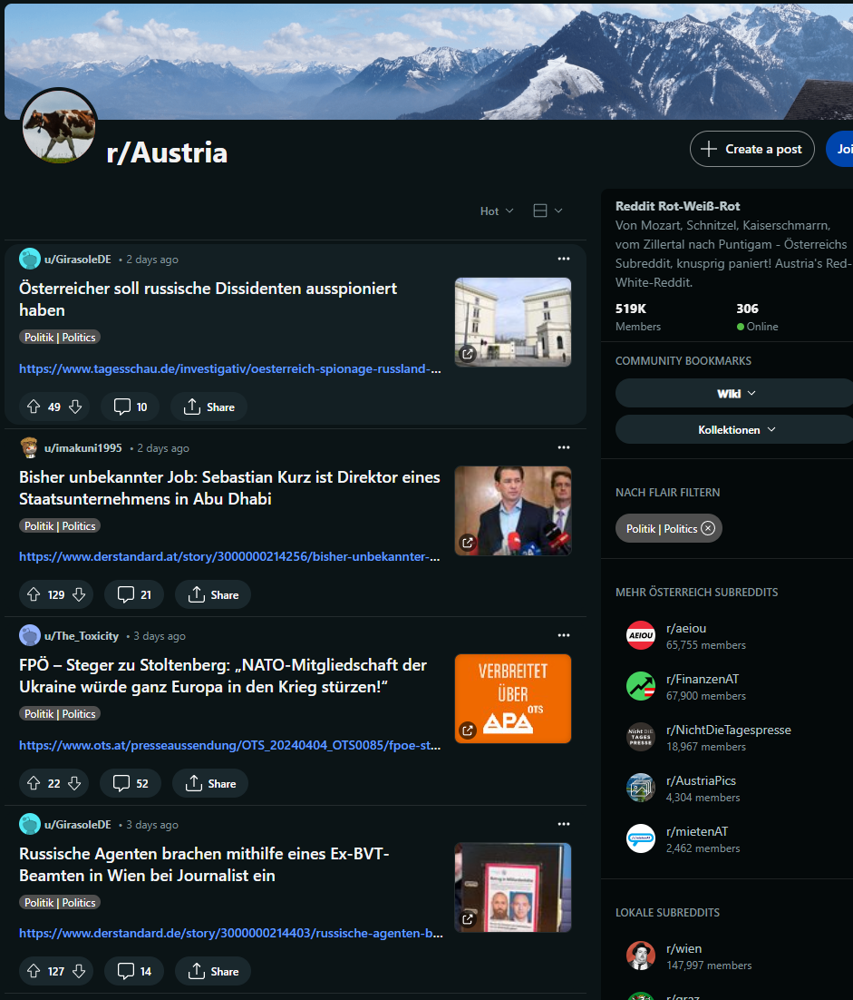 r/Austria
Create a post
Joi
Hot
u/GirasoleDE • 2 days ago
Österreicher soll russische Dissidenten ausspioniert
haben
Politik | Politics
https://www.tagesschau.de/investigativ/oesterreich-spionage-russland-...
49
10
Share
u/imakuni1995 • 2 days ago
Bisher unbekannter Job: Sebastian Kurz ist Direktor eines
Staatsunternehmens in Abu Dhabi
Politik | Politics
https://www.derstandard.at/story/3000000214256/bisher-unbekannter-...
129
21
Share
u/The_Toxicity • 3 days ago
FPÖ – Steger zu Stoltenberg: „NATO-Mitgliedschaft der
Ukraine würde ganz Europa in den Krieg stürzen!“
Politik | Politics
https://www.ots.at/presseaussendung/OTS_20240404_OTS0085/fpoe-st...
VERBREITET
ÜBER
OTS
APA
22
52
Share
u/GirasoleDE • 3 days ago
Russische Agenten brachen mithilfe eines Ex-BVT-
Beamten in Wien bei Journalist ein
Politik | Politics
https://www.derstandard.de/story/3000000214403/russische-agenten-b...
127
14
Share
Reddit Rot-Weiß-Rot
Von Mozart, Schnitzel, Kaiserschmarrn,
vom Zillertal nach Puntigam - Österreichs
Subreddit, knusprig paniert! Austria's Red-
White-Reddit.
519K
Members
306
Online
COMMUNITY BOOKMARKS
Wiki
Kollektionen
NACH FLAIR FILTERN
Politik | Politics
MEHR ÖSTERREICH SUBREDDITS
AEIOU
r/aeiou
65,755 members
r/FinanzenAT
67,900 members
Nicht DIE
TAGES
PRESSE
r/NichtDieTagespresse
18,967 members
r/AustriaPics
4,304 members
r/mietenAT
2,462 members
LOKALE SUBREDDITS
r/wien
147,997 members
r/graz